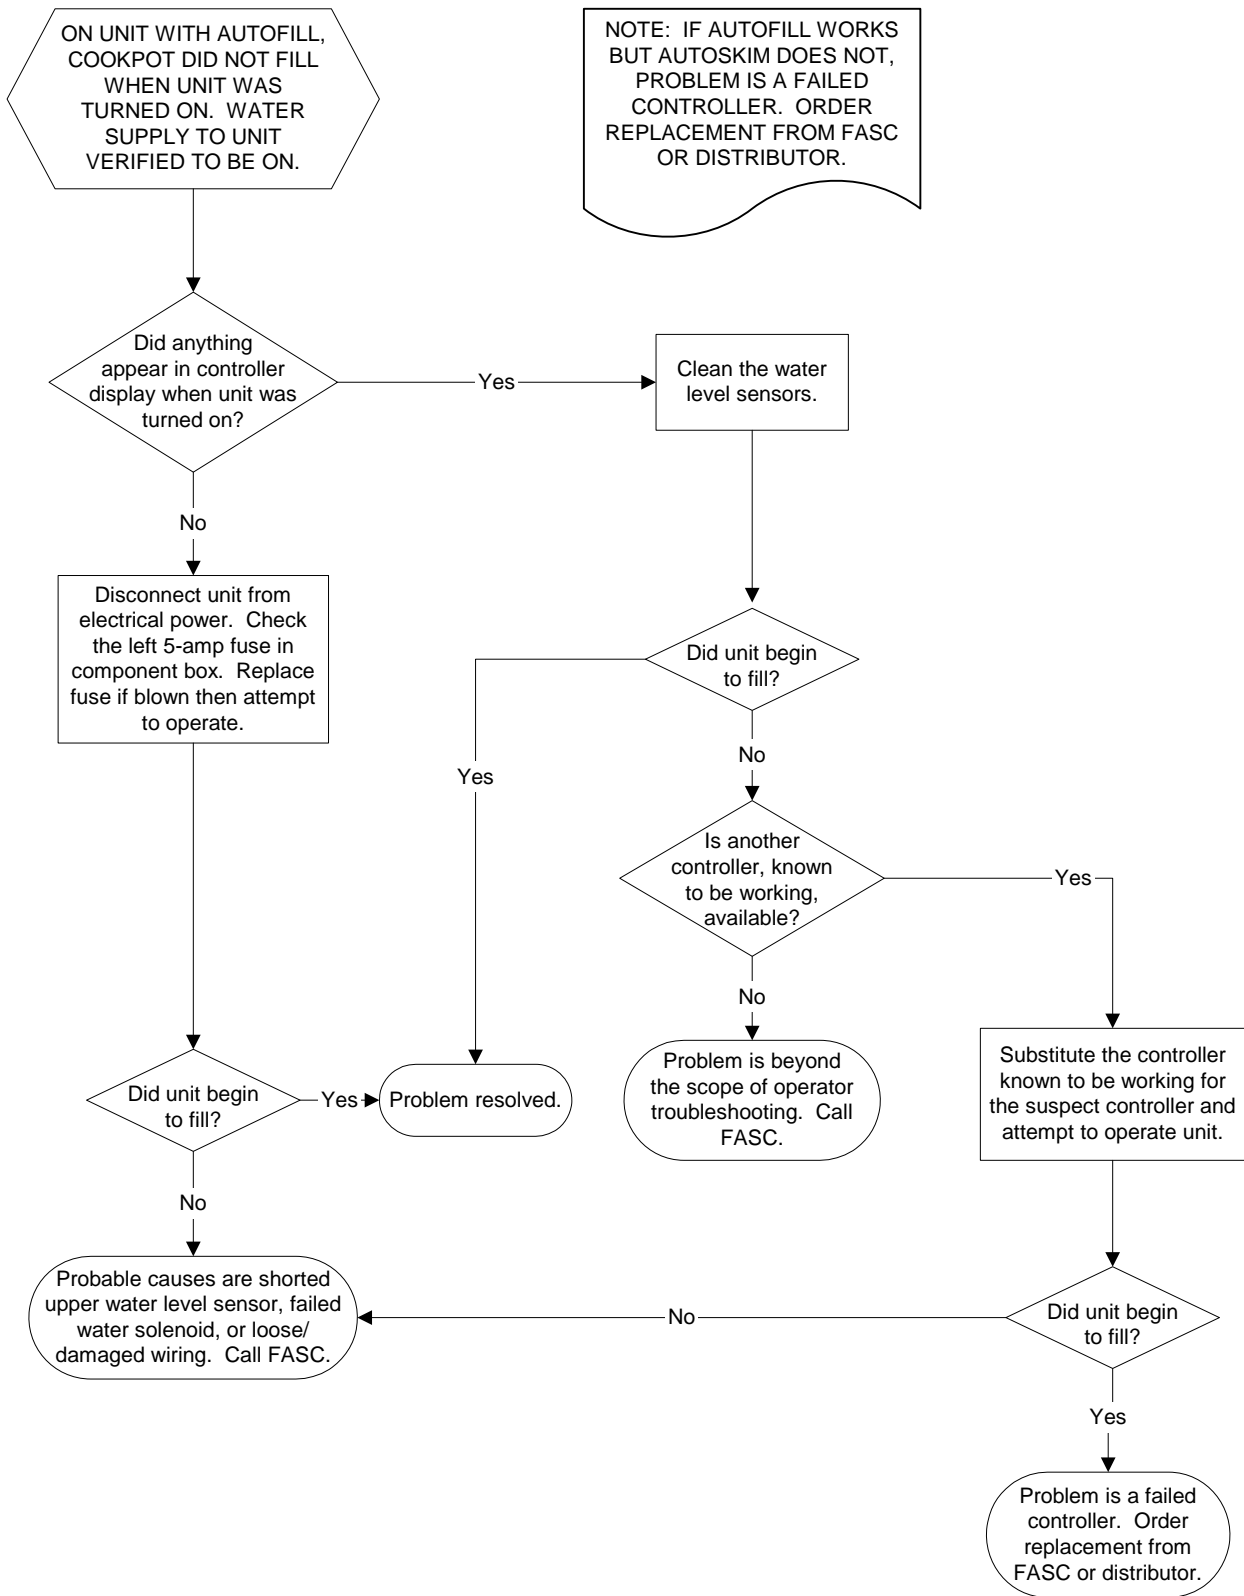 ON UNIT WITH AUTOFILL,
COOKPOT DID NOT FILL
WHEN UNIT WAS
TURNED ON.  WATER
SUPPLY TO UNIT
VERIFIED TO BE ON.
NOTE:  IF AUTOFILL WORKS
BUT AUTOSKIM DOES NOT,
PROBLEM IS A FAILED
CONTROLLER.  ORDER
REPLACEMENT FROM FASC
OR DISTRIBUTOR.
Did anything
appear in controller
display when unit was
turned on?
Yes
Clean the water
level sensors.
No
Disconnect unit from
electrical power.  Check
the left 5-amp fuse in
component box.  Replace
fuse if blown then attempt
to operate.
Did unit begin
to fill?
Yes
No
Is another
controller, known
to be working,
available?
Yes
No
Problem is beyond
the scope of operator
troubleshooting.  Call
FASC.
Substitute the controller
known to be working for
the suspect controller and
attempt to operate unit.
Did unit begin
to fill?
Yes
Problem resolved.
No
Probable causes are shorted
upper water level sensor, failed
water solenoid, or loose/
damaged wiring.  Call FASC.
No
Did unit begin
to fill?
Yes
Problem is a failed
controller.  Order
replacement from
FASC or distributor.